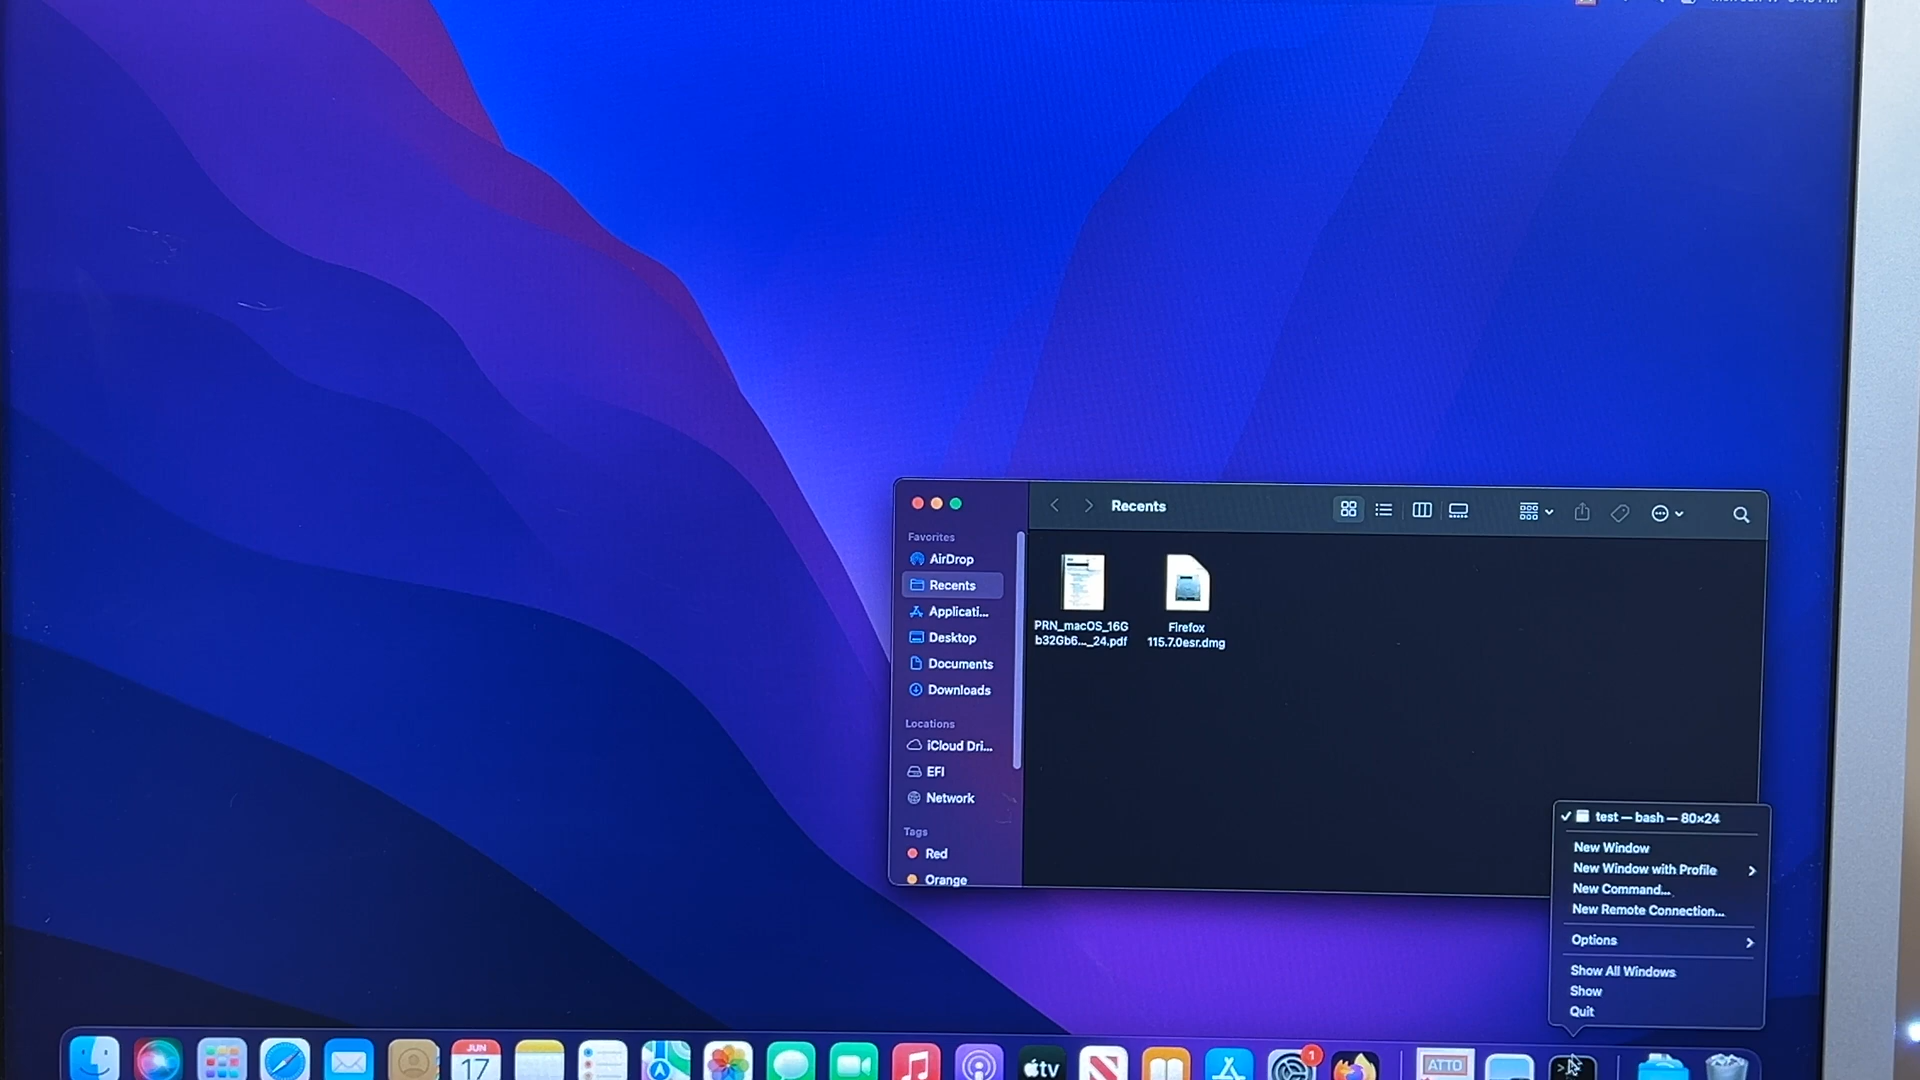 Recents
Favorites
AirDrop
Recents
Applicati...
Desktop
Documents
Downloads
Locations
iCloud Dri...
EFI
Network
Tags
Red
Orange
PRN_macOS_16G
b32Gb6..._24.pdf
Firefox
115.7.0esr.dmg
test — bash — 80×24
New Window
New Window with Profile
New Command...
New Remote Connection...
Options
Show All Windows
Show
Quit
JUN
17
tv
1
ATTO